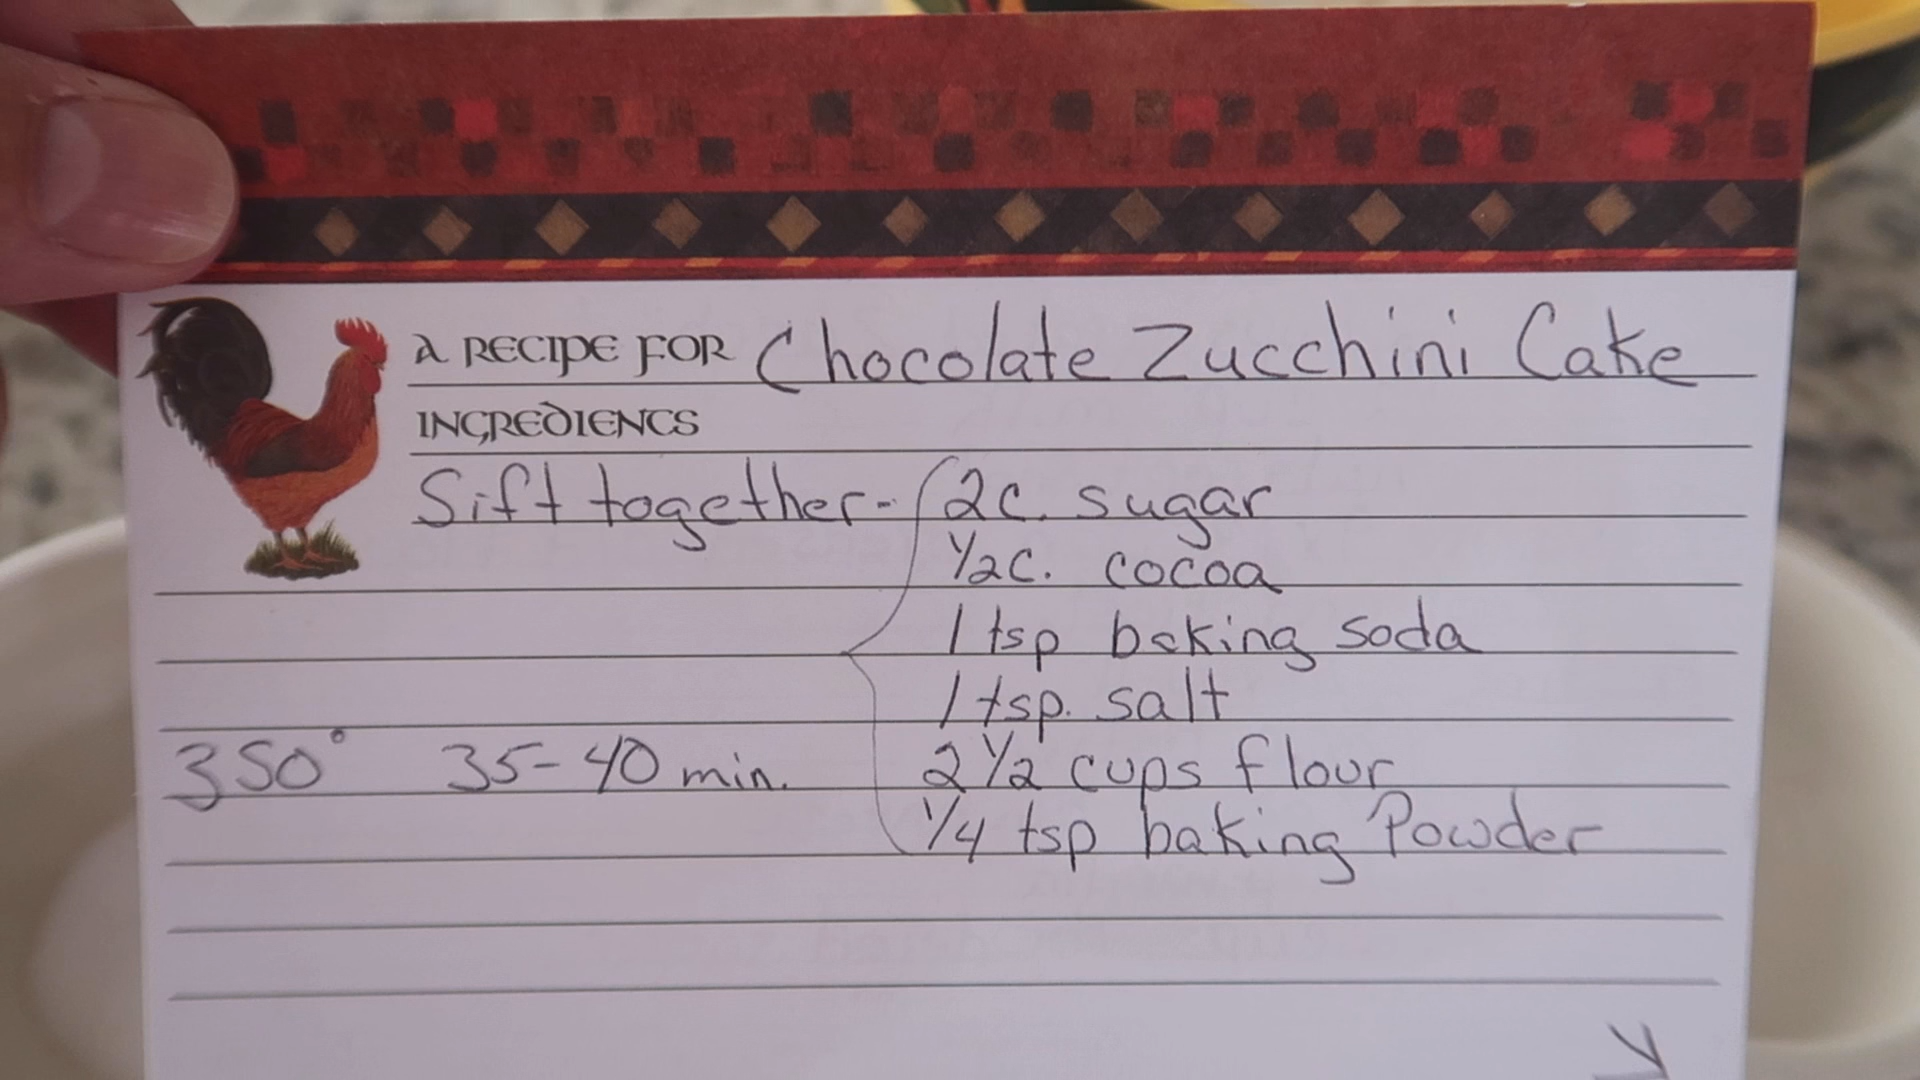 A RECIPE FOR Chocolate Zucchini Cake
INGREDIENTS
Sift together - 2c. sugar
1/2c. cocoa
1 tsp baking soda
1 tsp. salt
350° 35-40 min. 2 1/2 cups flour
1/4 tsp baking Powder